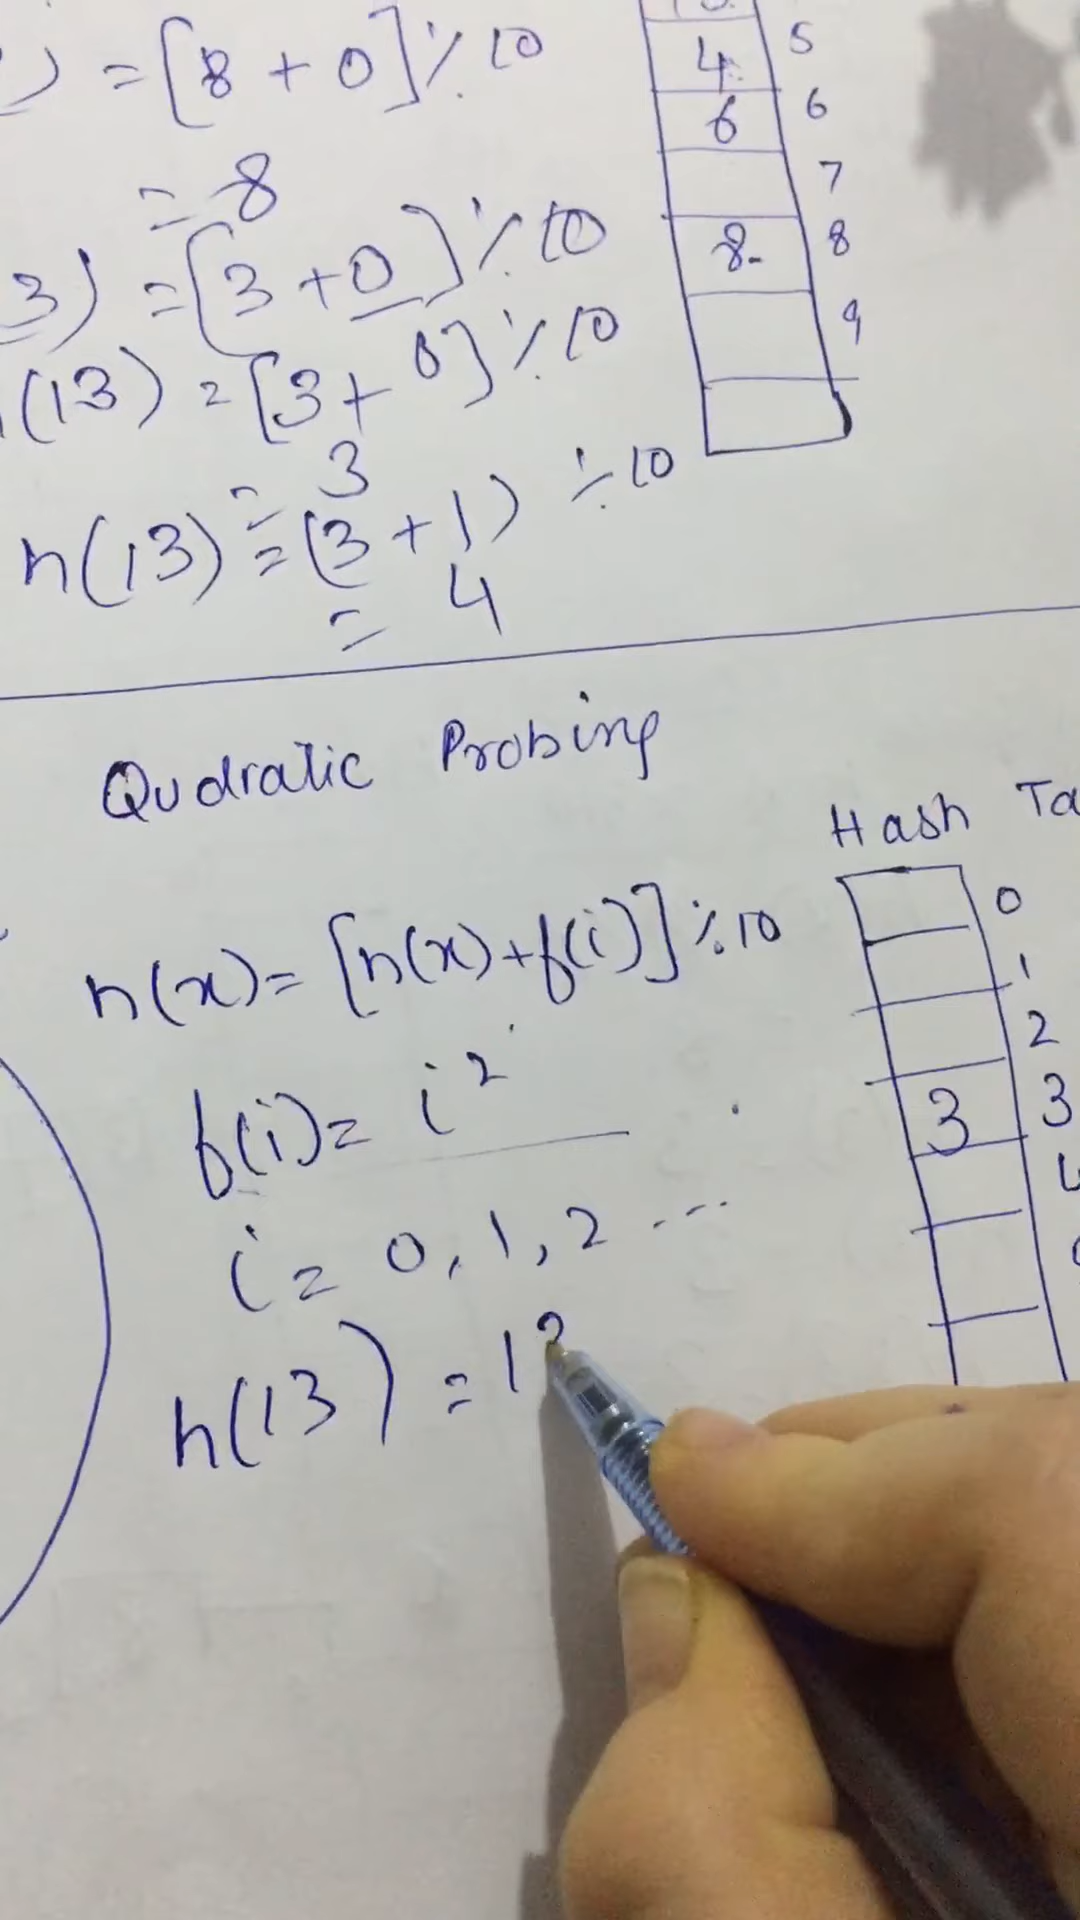 ) = [8 + 0] % 10
= 8
3) = [3 + 0] % 10
(13) = [3 + 0] % 10
= 3
h(13) = (3 + 1) % 10
= 4
4 5
6 6
7
8 8
9
Qudratic Probing
Hash Ta
h(x) = [h(x) + f(i)] % 10
f(i) = i²
i = 0, 1, 2 ---
h(13) = 1
0
1
2
3 3